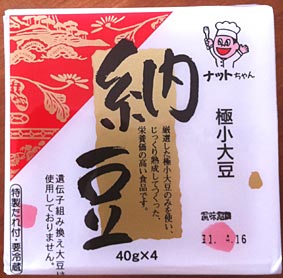 納豆
ナットちゃん
極小大豆
厳選した極小大豆のみを使い、
じっくり熟成してつくった、
栄養価の高い食品です。
賞味期限
11. 4.16
遺伝子組み換え大豆は
使用しておりません。
特製だれ付・要冷蔵
40g×4